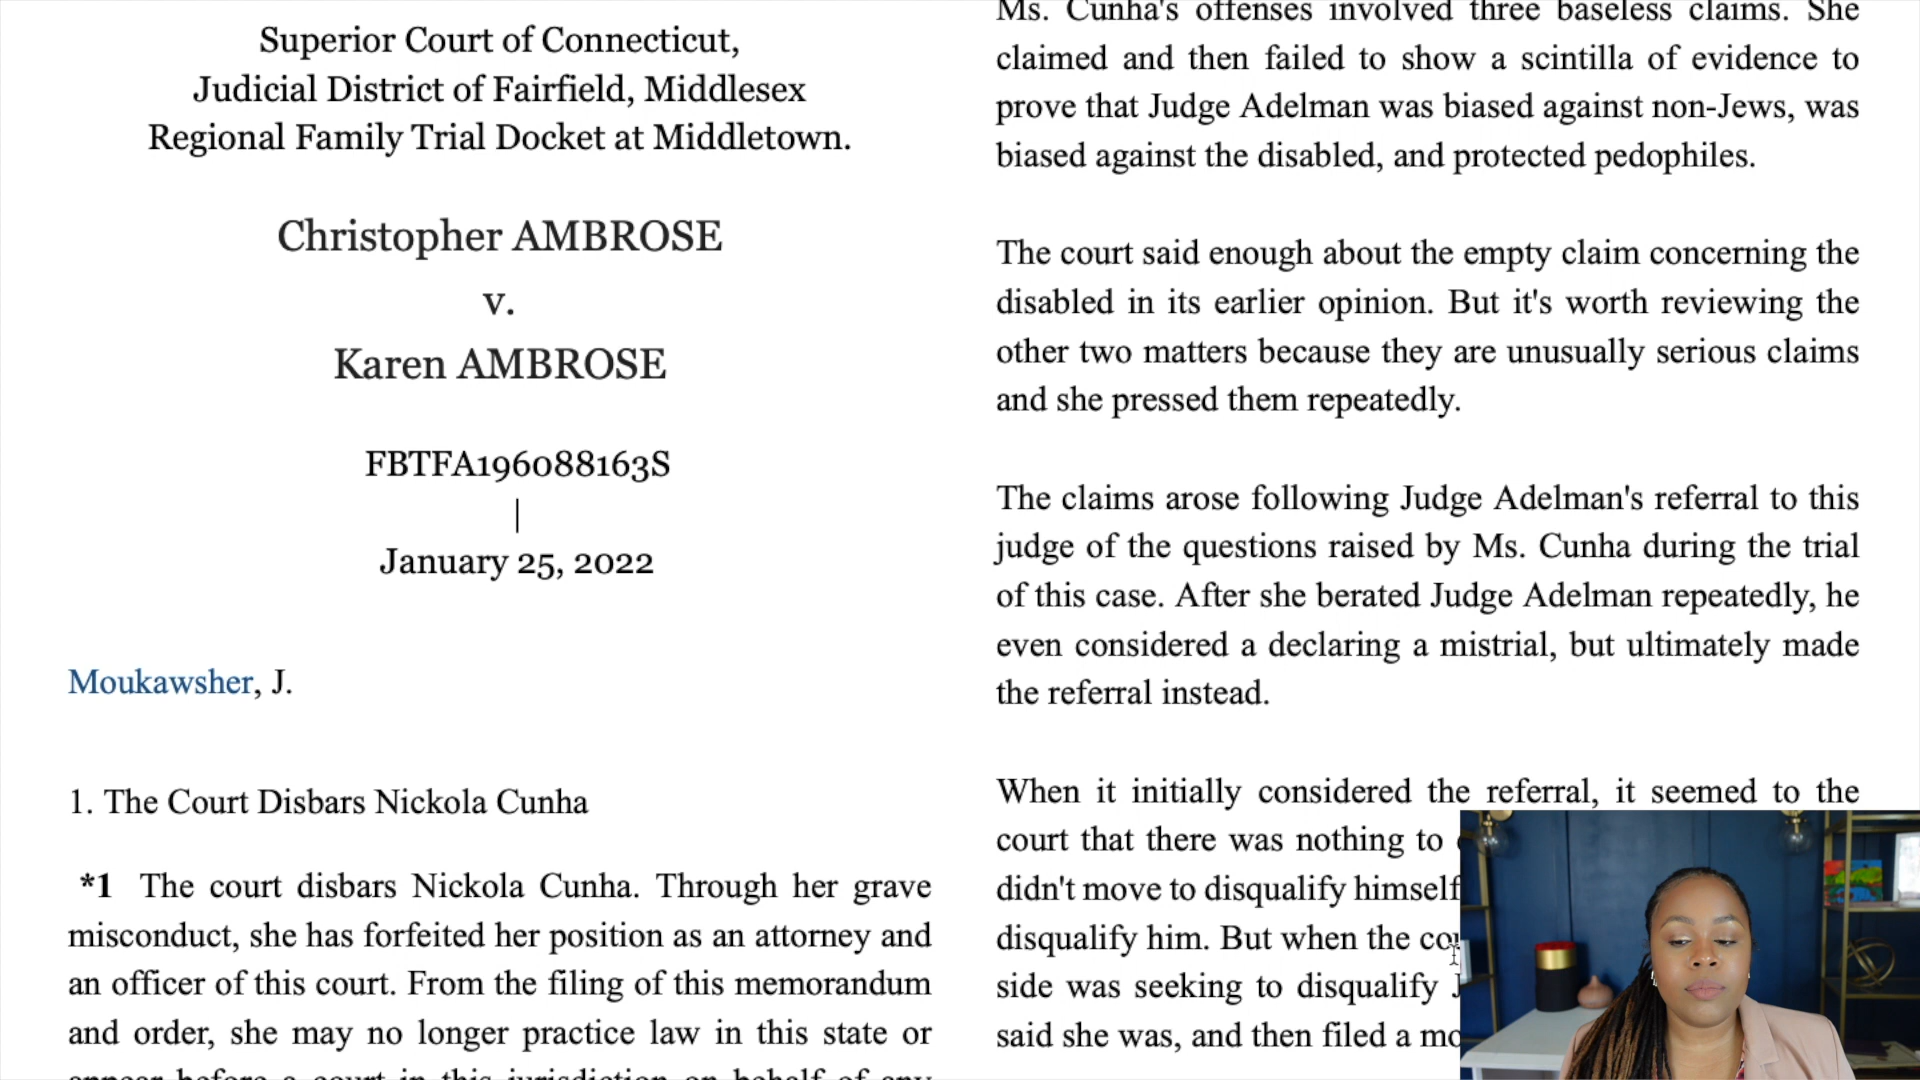 Superior Court of Connecticut,
Judicial District of Fairfield, Middlesex
Regional Family Trial Docket at Middletown.
Christopher AMBROSE
v.
Karen AMBROSE
FBTFA196088163S
|
January 25, 2022
Moukawsher, J.
1. The Court Disbars Nickola Cunha
*1 The court disbars Nickola Cunha. Through her grave
misconduct, she has forfeited her position as an attorney and
an officer of this court. From the filing of this memorandum
and order, she may no longer practice law in this state or
appear before a court in this jurisdiction on behalf of any
Ms. Cunha's offenses involved three baseless claims. She
claimed and then failed to show a scintilla of evidence to
prove that Judge Adelman was biased against non-Jews, was
biased against the disabled, and protected pedophiles.
The court said enough about the empty claim concerning the
disabled in its earlier opinion. But it's worth reviewing the
other two matters because they are unusually serious claims
and she pressed them repeatedly.
The claims arose following Judge Adelman's referral to this
judge of the questions raised by Ms. Cunha during the trial
of this case. After she berated Judge Adelman repeatedly, he
even considered a declaring a mistrial, but ultimately made
the referral instead.
When it initially considered the referral, it seemed to the
court that there was nothing to
didn't move to disqualify himself
disqualify him. But when the
side was seeking to disqualify
said she was, and then filed a